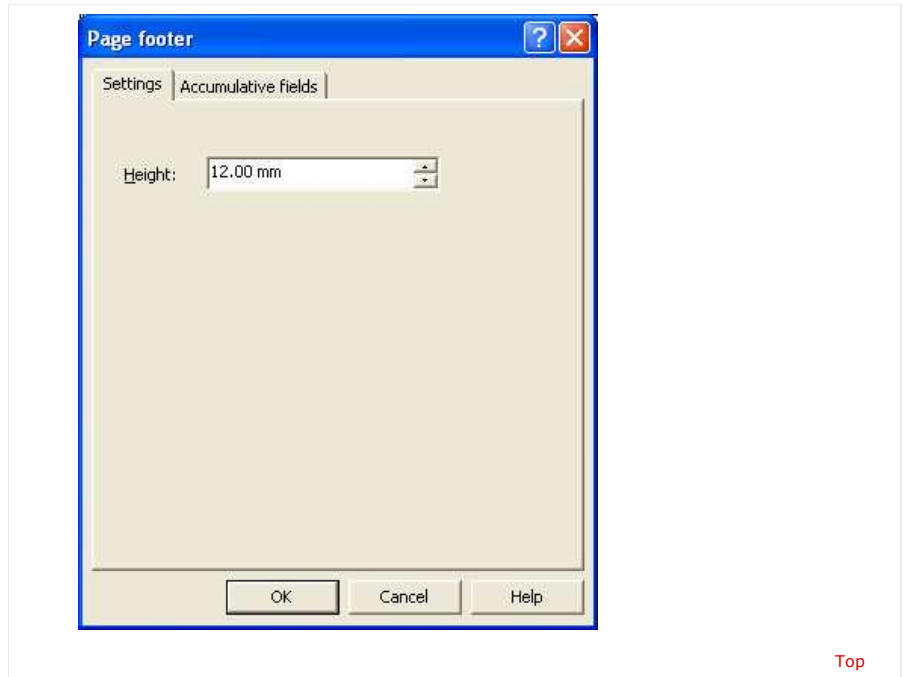 Page footer
Settings Accumulative fields
Height: 12.00 mm
OK Cancel Help
Top